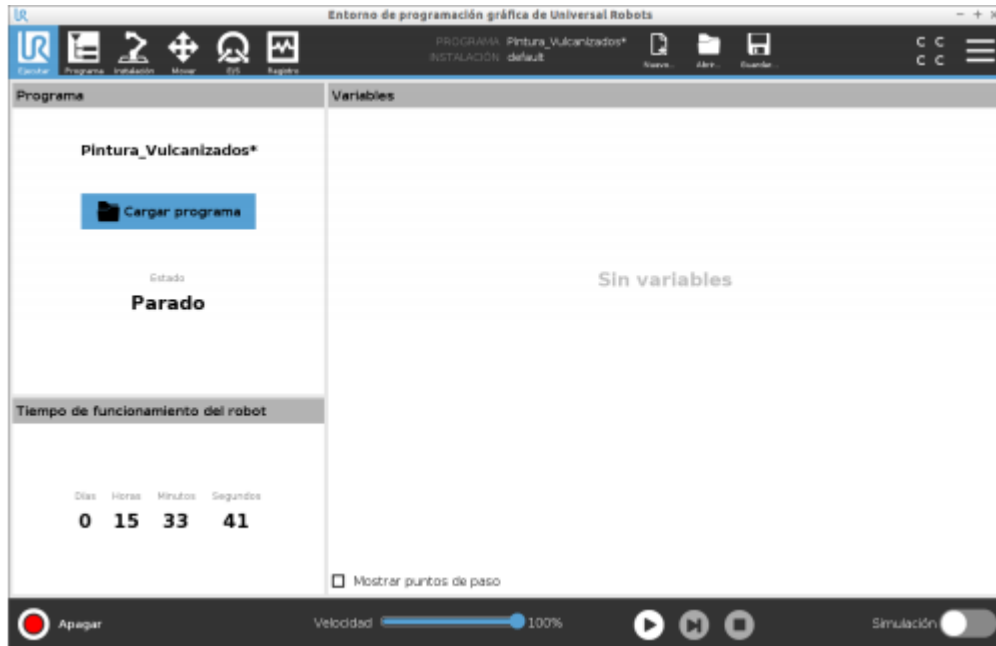 UR Entorno de programación gráfica de Universal Robots
UR
PROGRAMA Pintura_Vulcanizados*
INSTALACIÓN default
C C
C C
Ejecutar Programa Instalación Mover E/S Registro Nuevo... Abrir... Guardar...
Programa
Pintura_Vulcanizados*
Cargar programa
Estado
Parado
Tiempo de funcionamiento del robot
Días Horas Minutos Segundos
0 15 33 41
Variables
Sin variables
Mostrar puntos de paso
Apagar
Velocidad 100%
Simulación